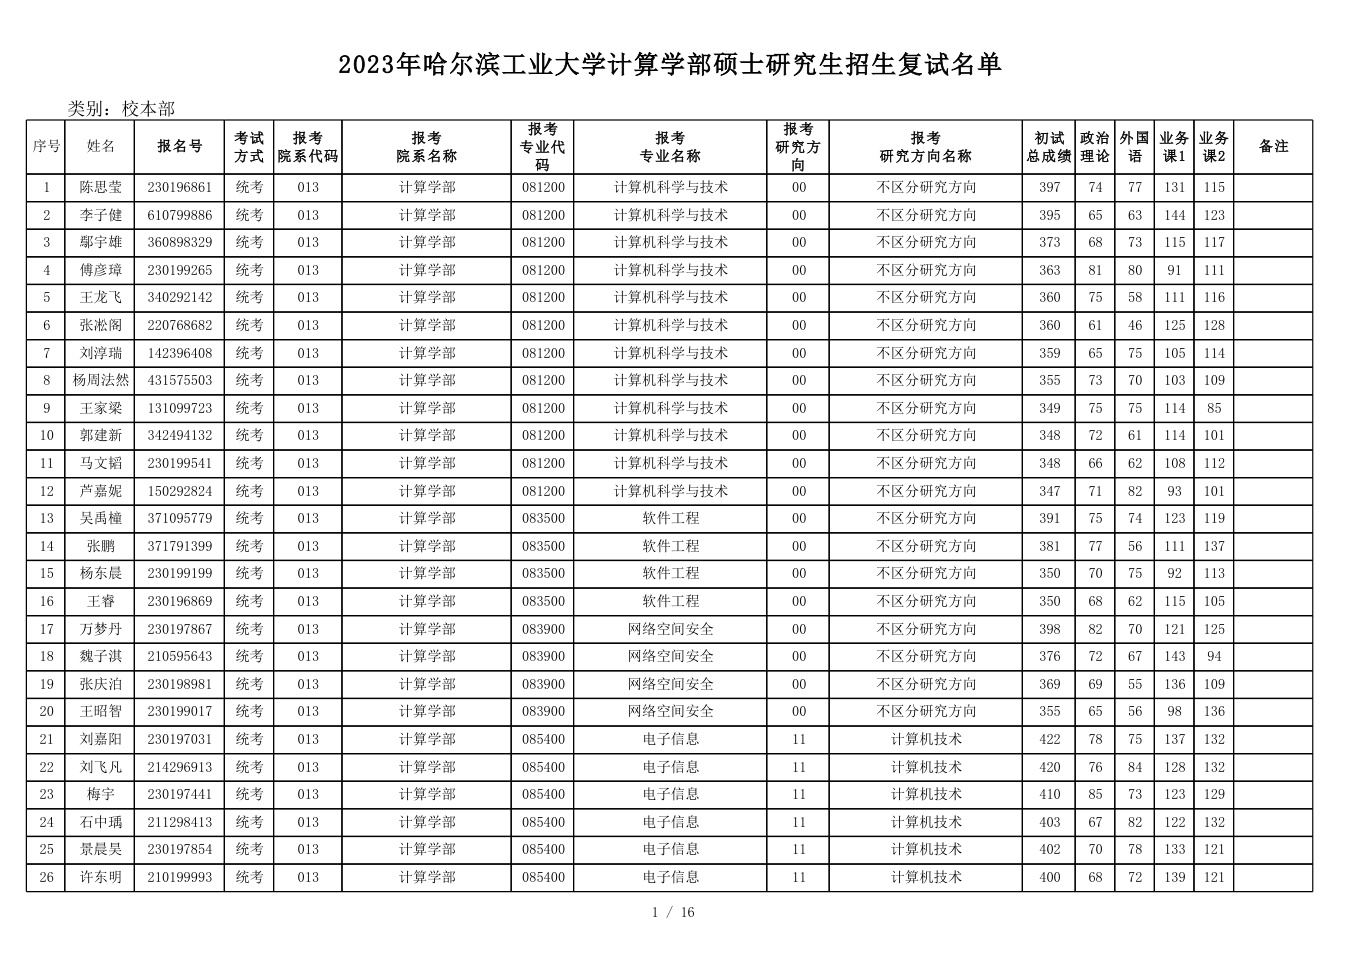 2023年哈尔滨工业大学计算学部硕士研究生招生复试名单
类别：校本部
序号 姓名 报名号 考试方式 报考院系代码 报考院系名称 报考专业代码 报考专业名称 报考研究方向 报考研究方向名称 初试总成绩 政治理论 外国语 业务课1 业务课2 备注
1 陈思莹 230196861 统考 013 计算学部 081200 计算机科学与技术 00 不区分研究方向 397 74 77 131 115
2 李子健 610799886 统考 013 计算学部 081200 计算机科学与技术 00 不区分研究方向 395 65 63 144 123
3 鄢宇雄 360898329 统考 013 计算学部 081200 计算机科学与技术 00 不区分研究方向 373 68 73 115 117
4 傅彦璋 230199265 统考 013 计算学部 081200 计算机科学与技术 00 不区分研究方向 363 81 80 91 111
5 王龙飞 340292142 统考 013 计算学部 081200 计算机科学与技术 00 不区分研究方向 360 75 58 111 116
6 张凇阁 220768682 统考 013 计算学部 081200 计算机科学与技术 00 不区分研究方向 360 61 46 125 128
7 刘淳瑞 142396408 统考 013 计算学部 081200 计算机科学与技术 00 不区分研究方向 359 65 75 105 114
8 杨周法然 431575503 统考 013 计算学部 081200 计算机科学与技术 00 不区分研究方向 355 73 70 103 109
9 王家梁 131099723 统考 013 计算学部 081200 计算机科学与技术 00 不区分研究方向 349 75 75 114 85
10 郭建新 342494132 统考 013 计算学部 081200 计算机科学与技术 00 不区分研究方向 348 72 61 114 101
11 马文韬 230199541 统考 013 计算学部 081200 计算机科学与技术 00 不区分研究方向 348 66 62 108 112
12 芦嘉妮 150292824 统考 013 计算学部 081200 计算机科学与技术 00 不区分研究方向 347 71 82 93 101
13 吴禹橦 371095779 统考 013 计算学部 083500 软件工程 00 不区分研究方向 391 75 74 123 119
14 张鹏 371791399 统考 013 计算学部 083500 软件工程 00 不区分研究方向 381 77 56 111 137
15 杨东晨 230199199 统考 013 计算学部 083500 软件工程 00 不区分研究方向 350 70 75 92 113
16 王睿 230196869 统考 013 计算学部 083500 软件工程 00 不区分研究方向 350 68 62 115 105
17 万梦丹 230197867 统考 013 计算学部 083900 网络空间安全 00 不区分研究方向 398 82 70 121 125
18 魏子淇 210595643 统考 013 计算学部 083900 网络空间安全 00 不区分研究方向 376 72 67 143 94
19 张庆泊 230198981 统考 013 计算学部 083900 网络空间安全 00 不区分研究方向 369 69 55 136 109
20 王昭智 230199017 统考 013 计算学部 083900 网络空间安全 00 不区分研究方向 355 65 56 98 136
21 刘嘉阳 230197031 统考 013 计算学部 085400 电子信息 11 计算机技术 422 78 75 137 132
22 刘飞凡 214296913 统考 013 计算学部 085400 电子信息 11 计算机技术 420 76 84 128 132
23 梅宇 230197441 统考 013 计算学部 085400 电子信息 11 计算机技术 410 85 73 123 129
24 石中瑀 211298413 统考 013 计算学部 085400 电子信息 11 计算机技术 403 67 82 122 132
25 景晨昊 230197854 统考 013 计算学部 085400 电子信息 11 计算机技术 402 70 78 133 121
26 许东明 210199993 统考 013 计算学部 085400 电子信息 11 计算机技术 400 68 72 139 121
1 / 16